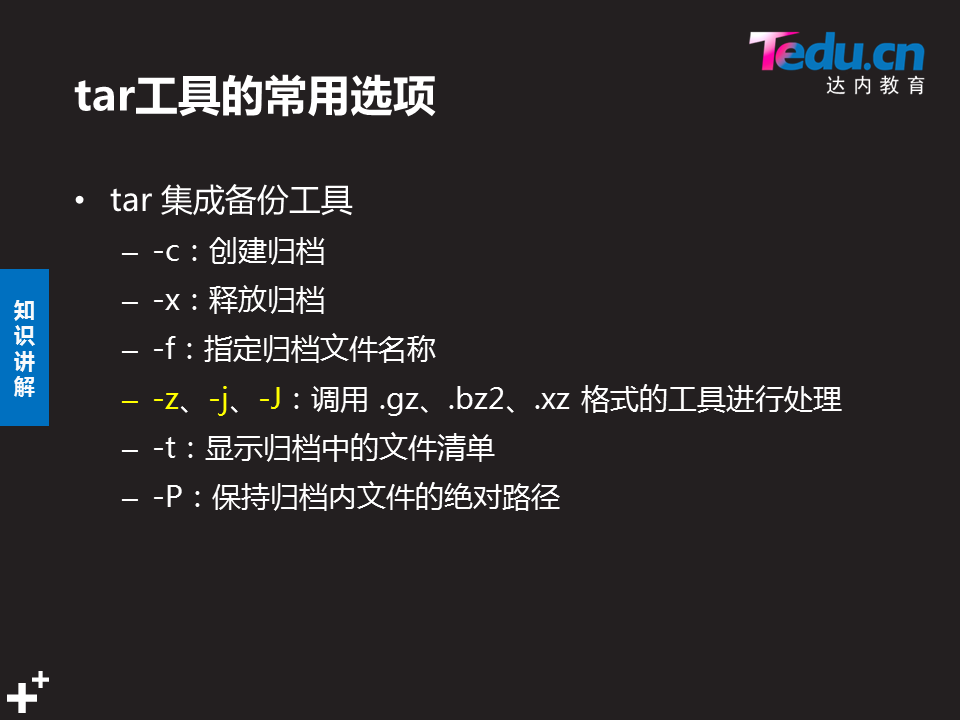 Tedu.cn
达内教育
tar工具的常用选项
• tar 集成备份工具
– -c：创建归档
– -x：释放归档
– -f：指定归档文件名称
– -z、-j、-J：调用 .gz、.bz2、.xz 格式的工具进行处理
– -t：显示归档中的文件清单
– -P：保持归档内文件的绝对路径
知识讲解